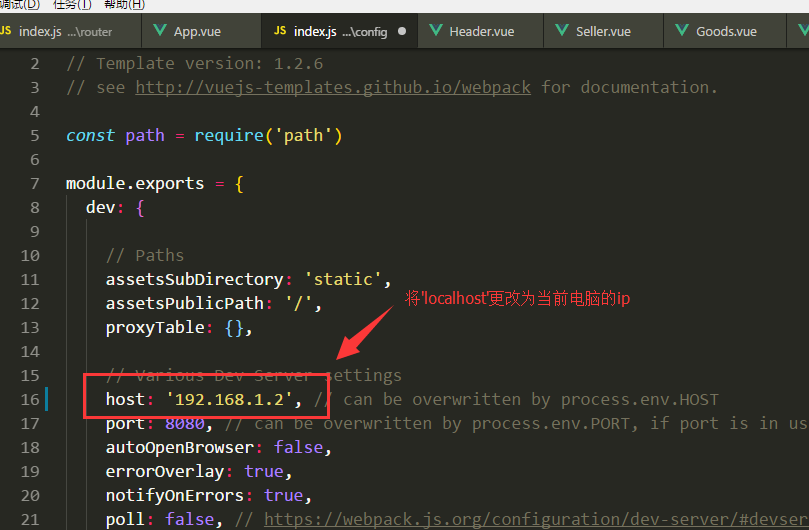 调试(D) 任务(T) 帮助(H)
JS index.js ...\router App.vue JS index.js ...\config Header.vue Seller.vue Goods.vue
2 // Template version: 1.2.6
3 // see http://vuejs-templates.github.io/webpack for documentation.
4
5 const path = require('path')
6
7 module.exports = {
8 dev: {
9
10 // Paths
11 assetsSubDirectory: 'static',
12 assetsPublicPath: '/',
将'localhost'更改为当前电脑的ip
13 proxyTable: {},
14
15 // Various Dev Server settings
16 host: '192.168.1.2', // can be overwritten by process.env.HOST
17 port: 8080, // can be overwritten by process.env.PORT, if port is in us
18 autoOpenBrowser: false,
19 errorOverlay: true,
20 notifyOnErrors: true,
21 poll: false, // https://webpack.js.org/configuration/dev-server/#devser